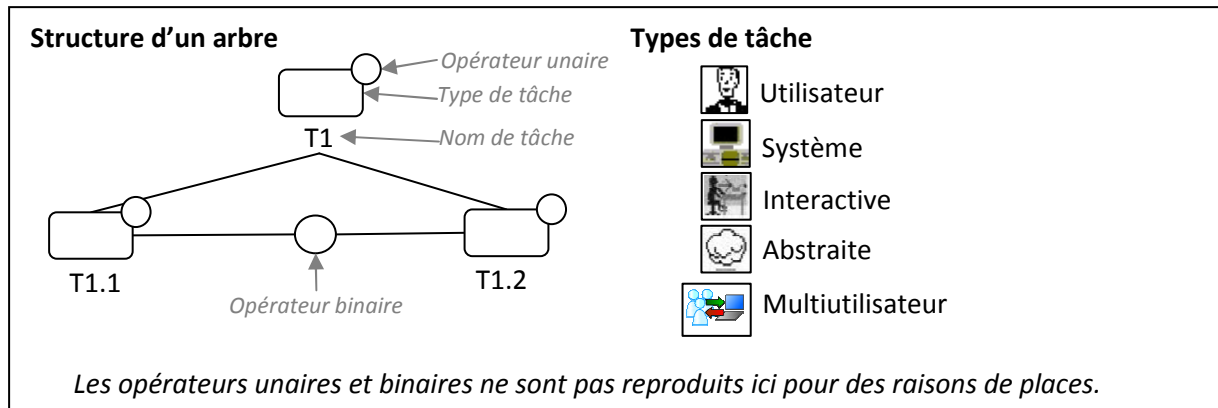 Structure d'un arbre
Opérateur unaire
Type de tâche
T1
Nom de tâche
T1.1
Opérateur binaire
T1.2
Types de tâche
Utilisateur
Système
Interactive
Abstraite
Multiutilisateur
Les opérateurs unaires et binaires ne sont pas reproduits ici pour des raisons de places.